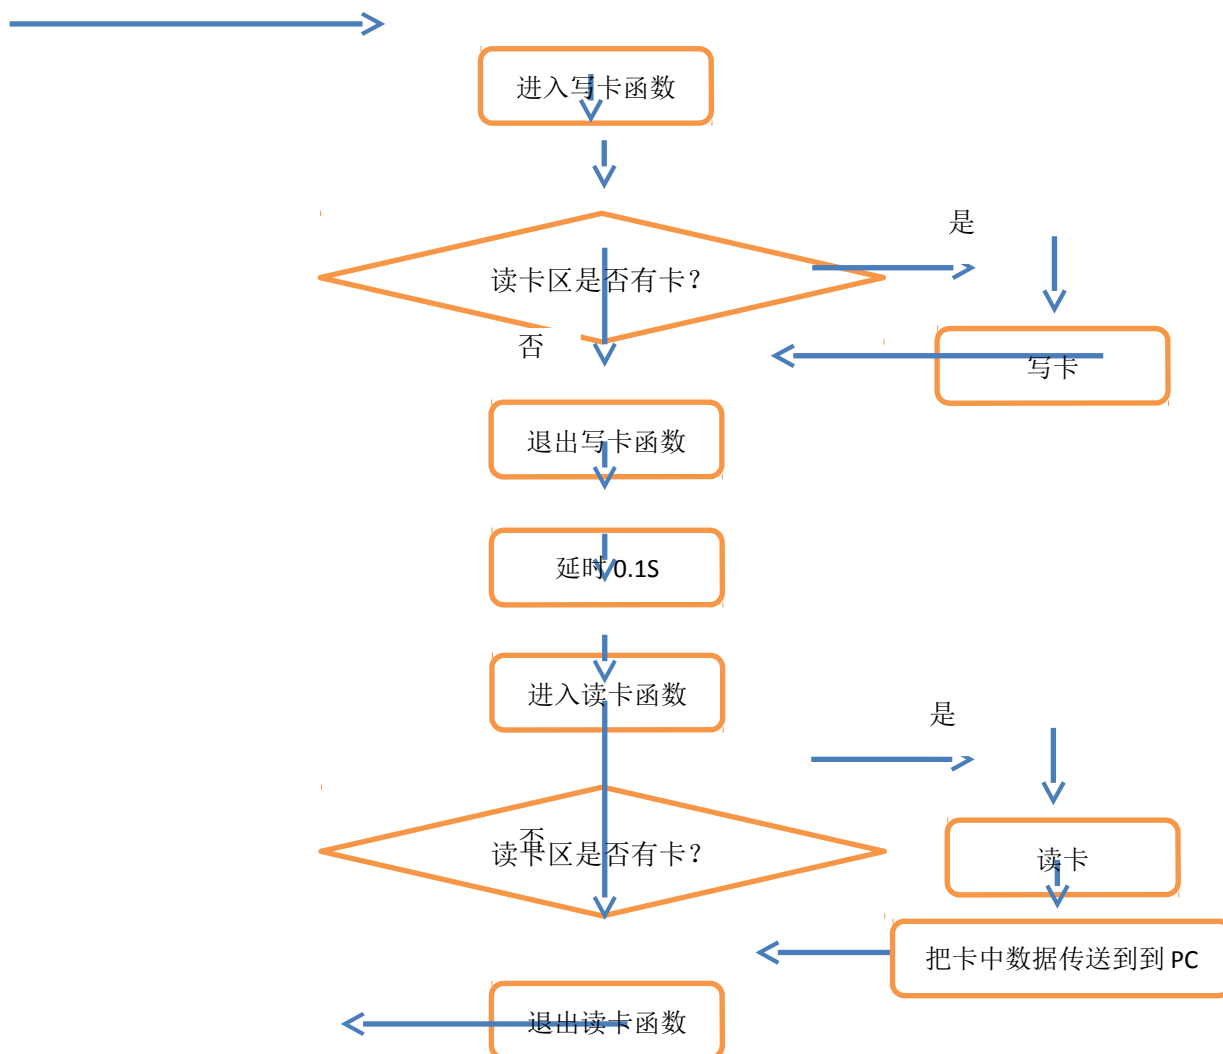 进入写卡函数
是
读卡区是否有卡？
否
写卡
退出写卡函数
延时 0.1S
进入读卡函数
是
否
读卡区是否有卡？
读卡
把卡中数据传送到到 PC
退出读卡函数